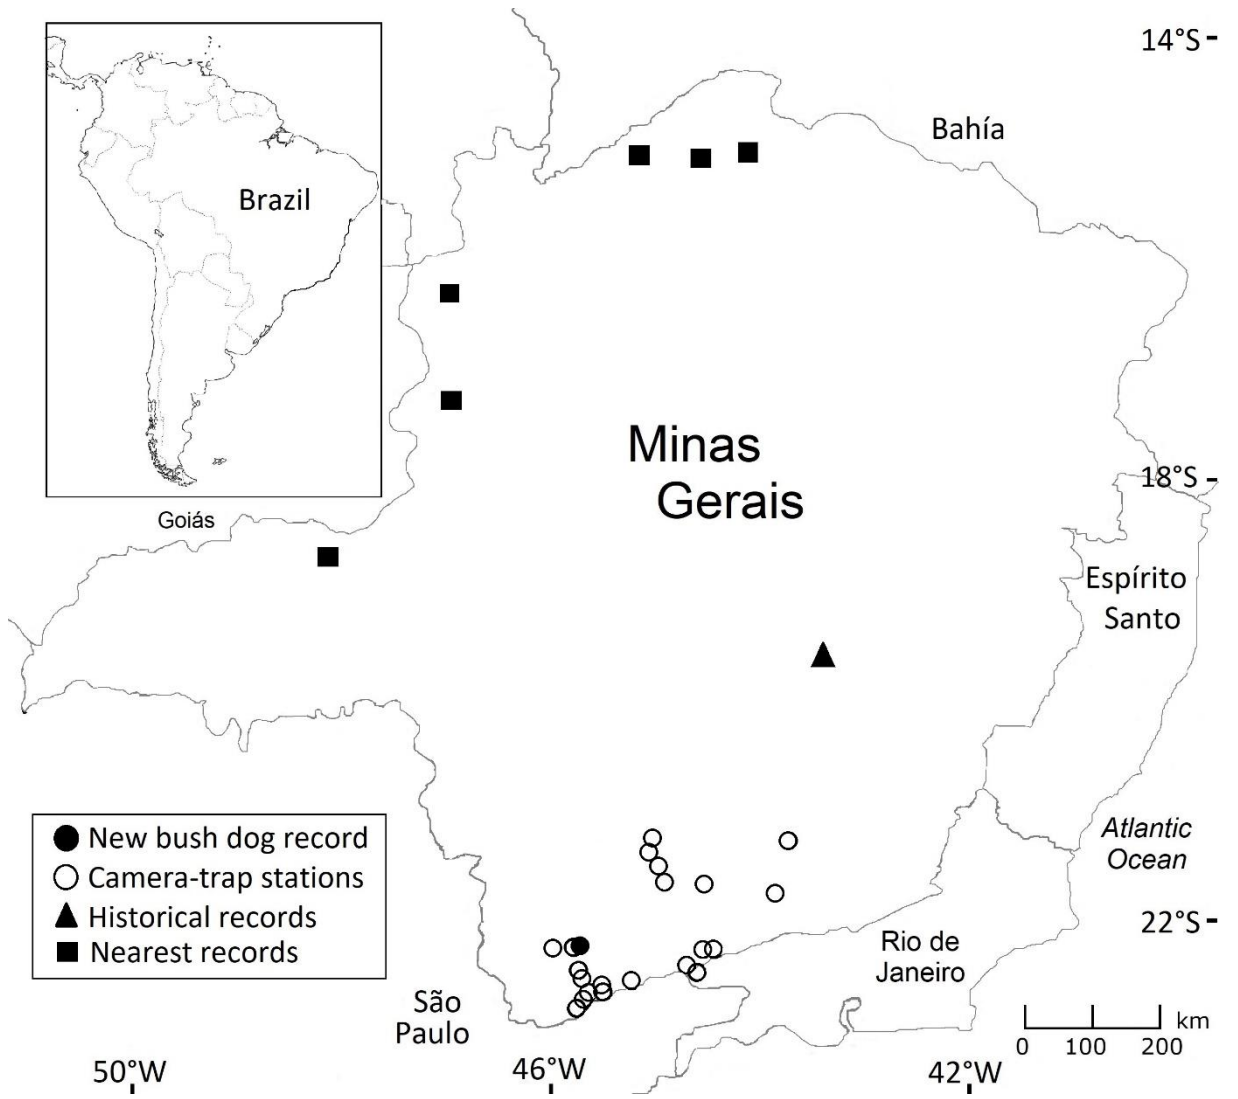 14°S
Bahía
Brazil
Minas
Gerais
18°S
Goiás
Espírito
Santo
New bush dog record
Camera-trap stations
Historical records
Nearest records
Atlantic
Ocean
22°S
Rio de
Janeiro
São
Paulo
km
0 100 200
50°W 46°W 42°W